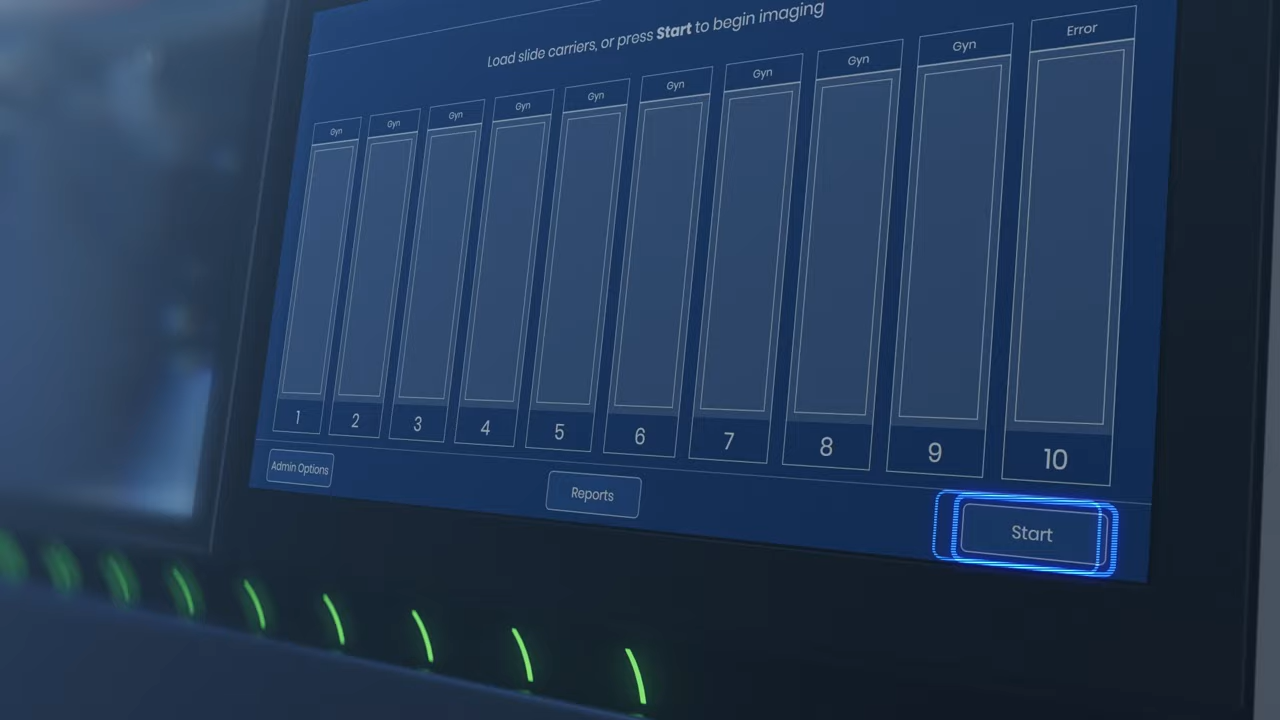 Load slide carriers, or press Start to begin imaging
Gyn Gyn Gyn Gyn Gyn Gyn Gyn Gyn Gyn Error
1 2 3 4 5 6 7 8 9 10
Admin Options Reports Start